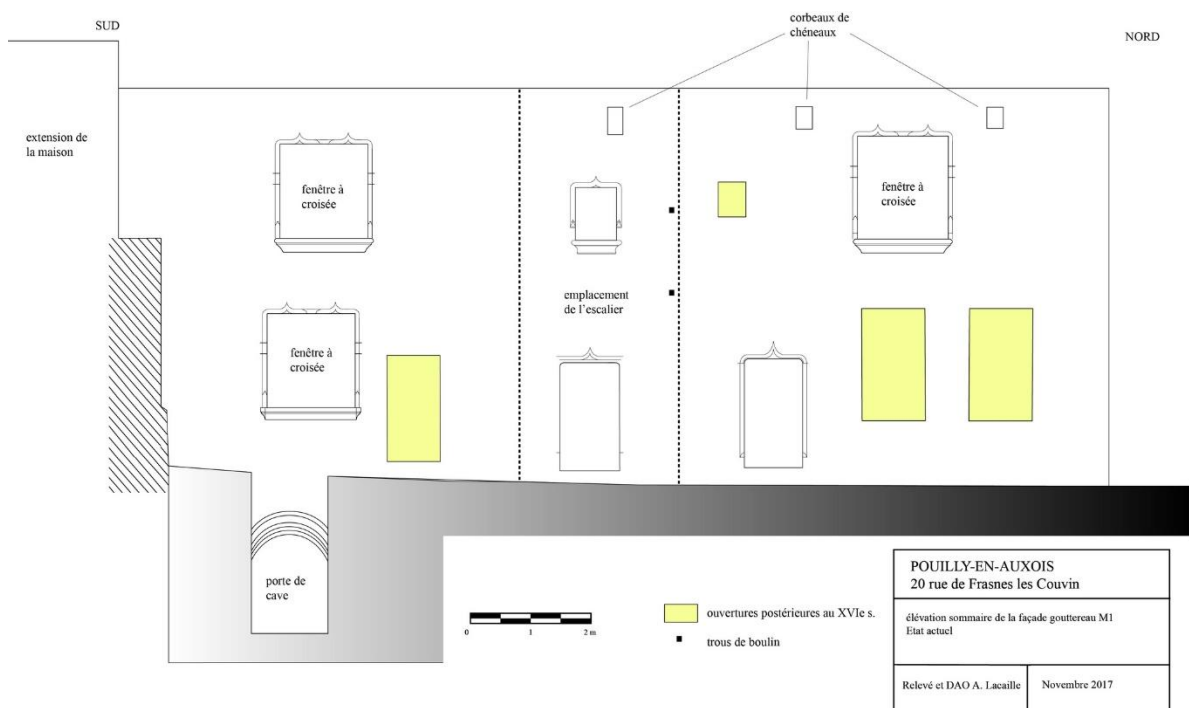 SUD
corbeaux de
chéneaux
NORD
extension de
la maison
fenêtre à
croisée
fenêtre à
croisée
emplacement
de l'escalier
fenêtre à
croisée
porte de
cave
0 1 2 m
ouvertures postérieures au XVIe s.
trous de boulin
POUILLY-EN-AUXOIS
20 rue de Frasnes les Couvin
élévation sommaire de la façade gouttereau M1
Etat actuel
Relevé et DAO A. Lacaille
Novembre 2017